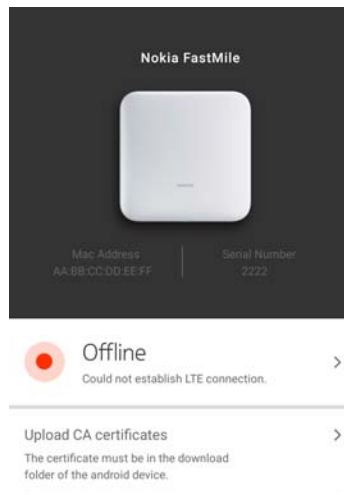 Nokia FastMile
Mac Address
AA:BB:CC:DD:EE:FF
Serial Number
2222
Offline
Could not establish LTE connection.
Upload CA certificates
The certificate must be in the download
folder of the android device.